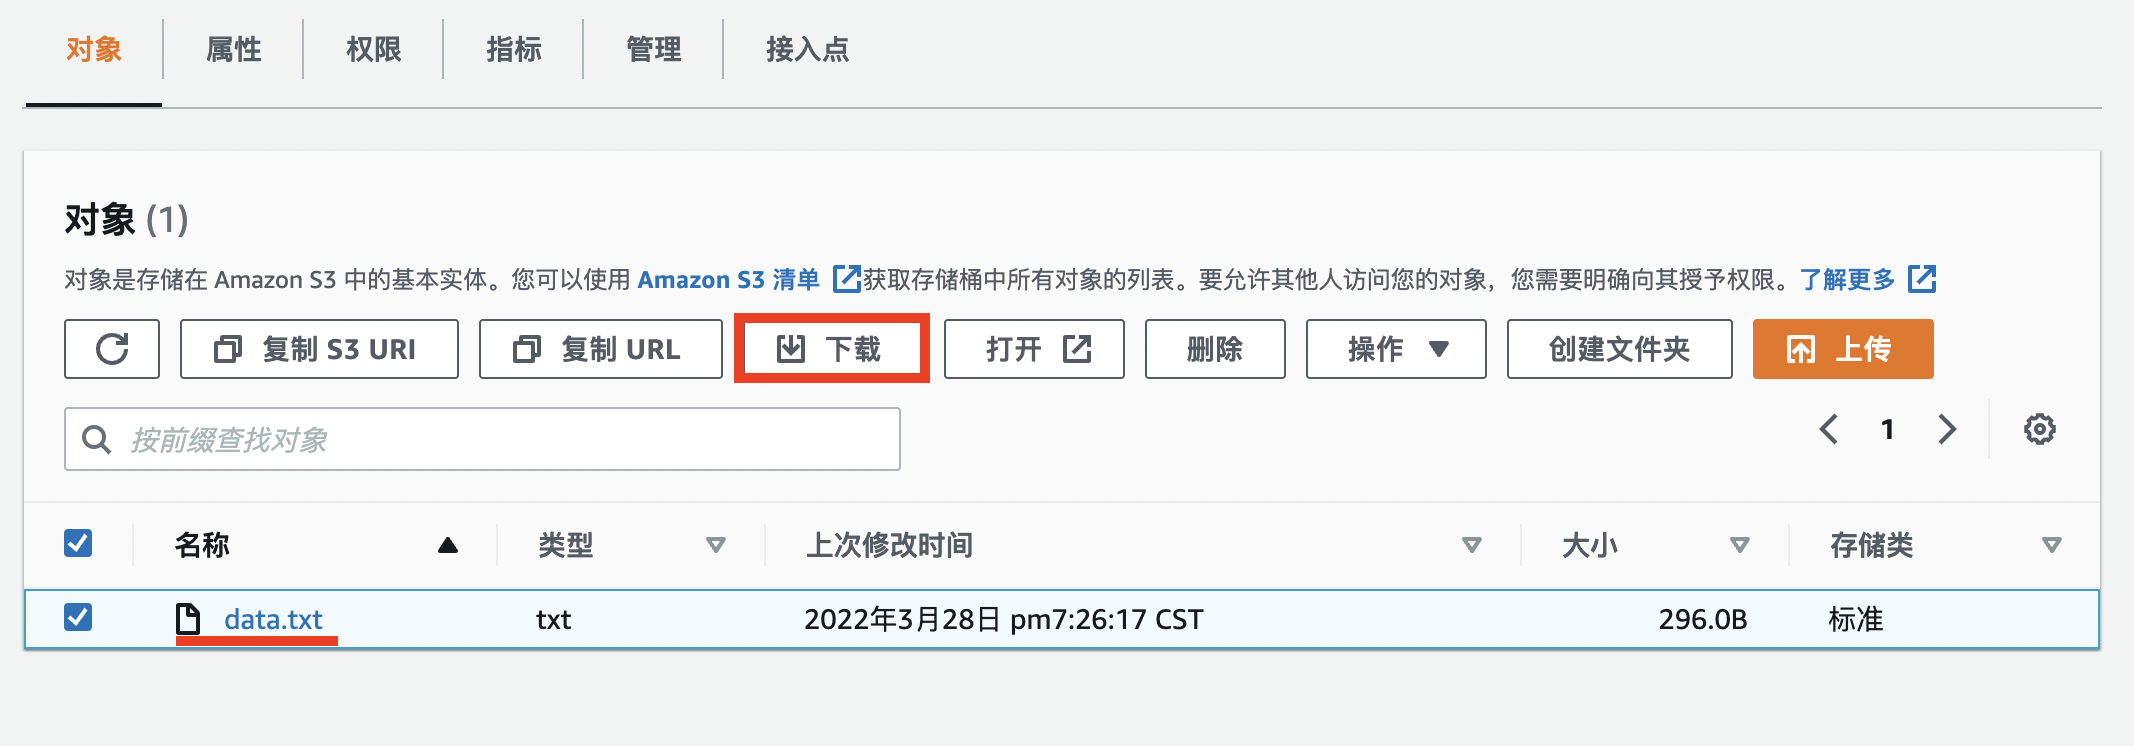 对象 属性 权限 指标 管理 接入点
对象 (1)
对象是存储在 Amazon S3 中的基本实体。您可以使用 Amazon S3 清单 获取存储桶中所有对象的列表。要允许其他人访问您的对象，您需要明确向其授予权限。了解更多
复制 S3 URI 复制 URL 下载 打开 删除 操作 创建文件夹 上传
按前缀查找对象 1
名称 类型 上次修改时间 大小 存储类
data.txt txt 2022年3月28日 pm7:26:17 CST 296.0B 标准